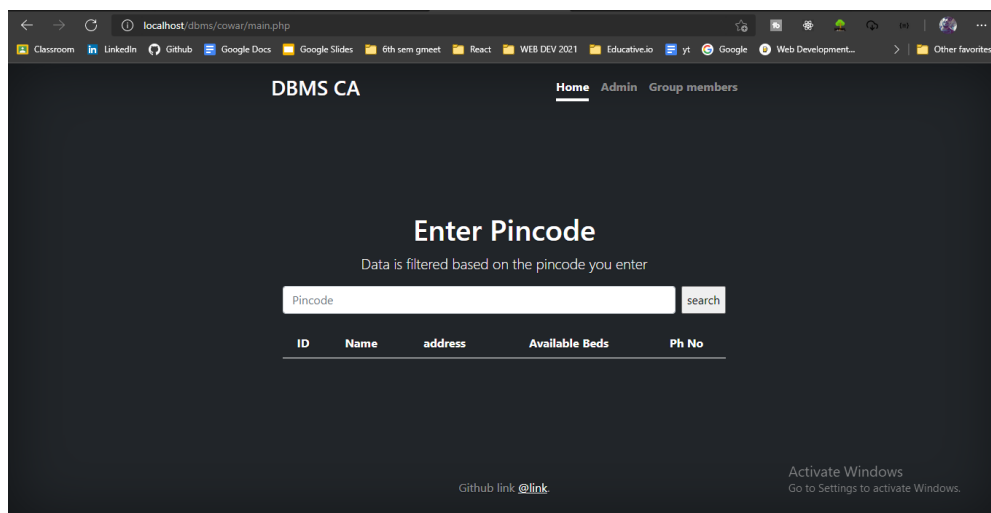 localhost/dbms/cowar/main.php
Classroom LinkedIn Github Google Docs Google Slides 6th sem gmeet React WEB DEV 2021 Educative.io yt Google Web Development... Other favorites
DBMS CA Home Admin Group members
Enter Pincode
Data is filtered based on the pincode you enter
Pincode search
ID Name address Available Beds Ph No
Activate Windows
Github link @link. Go to Settings to activate Windows.